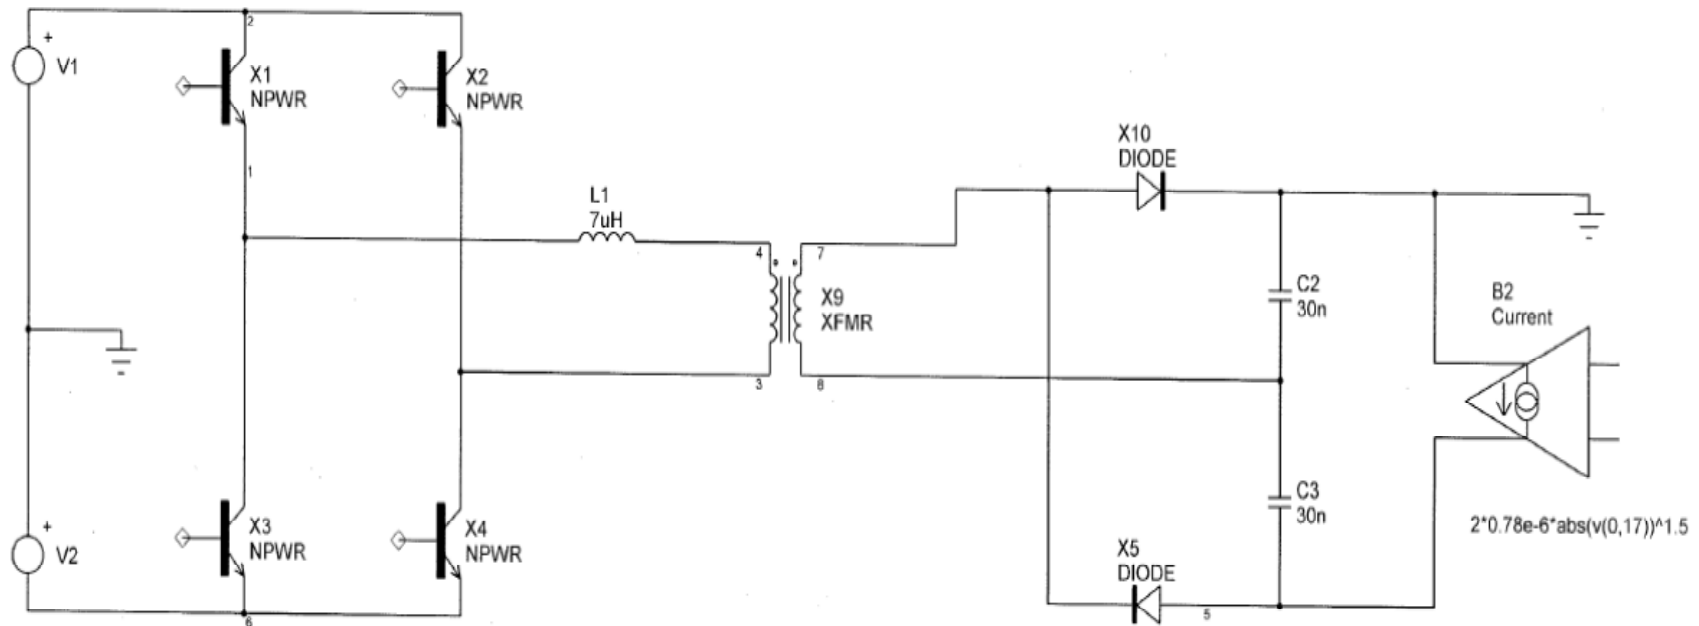 +
2
V1
X1
NPWR
X2
NPWR
1
X10
DIODE
L1
7uH
4
7
X9
XFMR
3
8
C2
30n
B2
Current
+
V2
X3
NPWR
X4
NPWR
C3
30n
2*0.78e-6*abs(v(0,17))^1.5
X5
DIODE
5
6